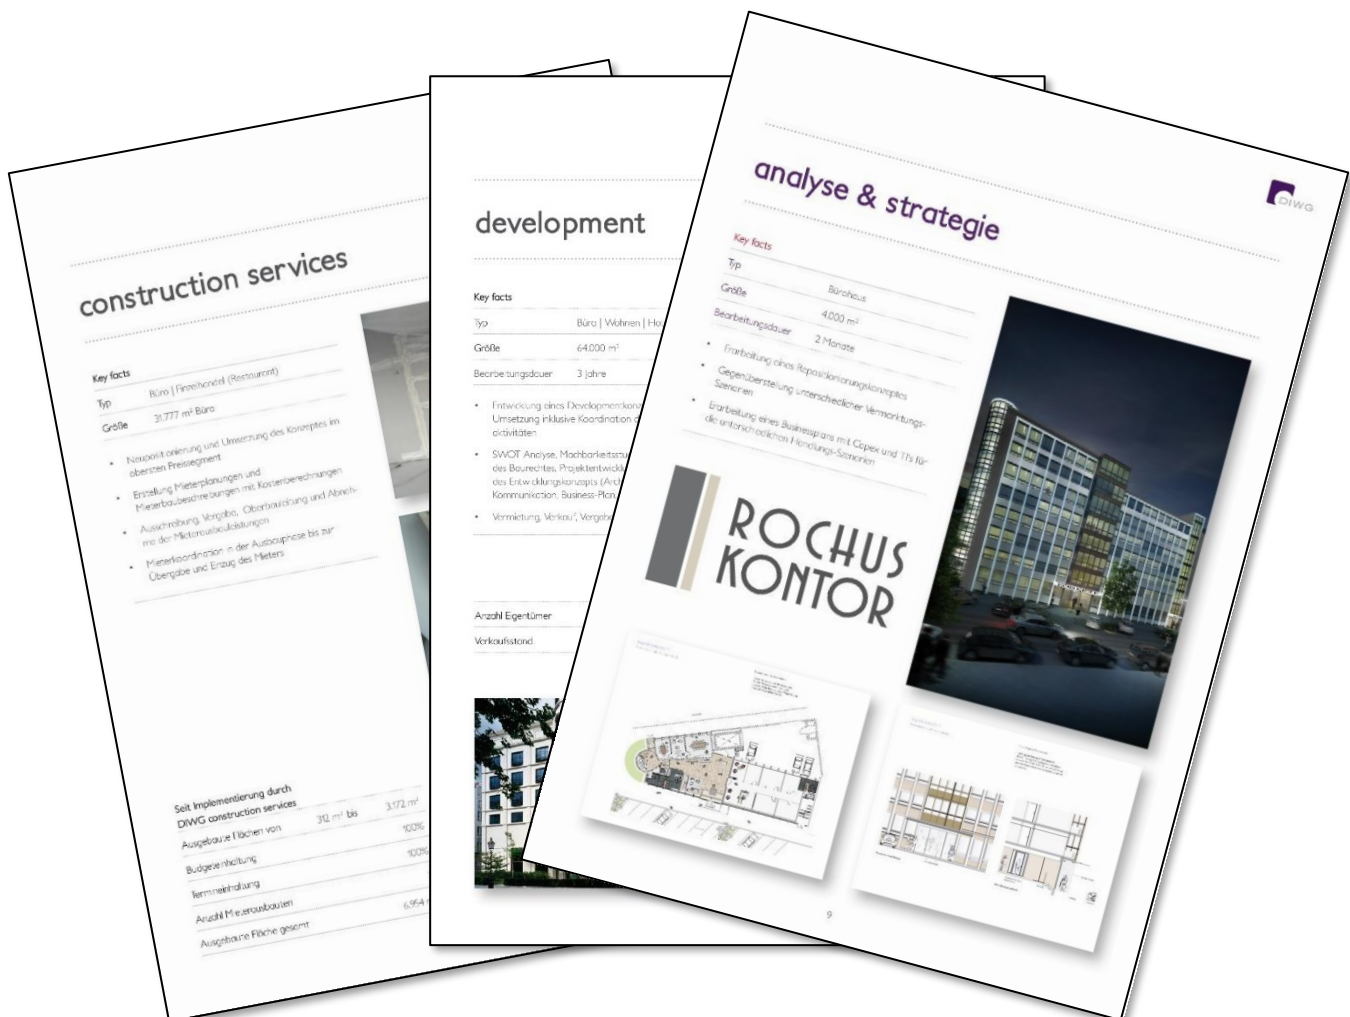 construction services
Key facts
Typ Büro | Einzelhandel (Restaurant)
Größe 31.777 m² Büro
• Neupositionierung und Umsetzung des Konzeptes im
obersten Preissegment
• Erstellung Mieterplanungen und
Mieterbaubeschreibungen mit Kostenberechnungen
• Ausschreibung, Vergabe, Oberbauleitung und Abnah-
me der Mieterausbauleistungen
• Mieterkoordination in der Ausbauphase bis zur
Übergabe und Einzug des Mieters
Seit Implementierung durch
DIWG construction services
Ausgebaute Flächen von 312 m² bis 3.172 m²
Budgeteinhaltung 100%
Termineinhaltung 100%
Anzahl Mieterausbauten
Ausgebaute Fläche gesamt 6.954
development
Key facts
Typ Büro | Wohnen |
Größe 64.000 m²
Bearbeitungsdauer 3 Jahre
• Entwicklung eines
Umsetzung inklusive Koordination
aktivitäten
• SWOT Analyse,
des Baurechtes,
des Entwicklungskonzepts
Kommunikation, Business-Plan,
• Vermietung, Verkauf,
Anzahl Eigentümer
Verkaufsstand
analyse & strategie
DIWG
Key facts
Typ Bürohaus
Größe 4.000 m²
Bearbeitungsdauer 2 Monate
• Erarbeitung eines Repositionierungskonzeptes
• Gegenüberstellung unterschiedlicher Vermarktungs-
Szenarien
• Erarbeitung eines Businessplans mit Capex und TI's für
die unterschiedlichen Handlungs-Szenarien
ROCHUS
KONTOR
9